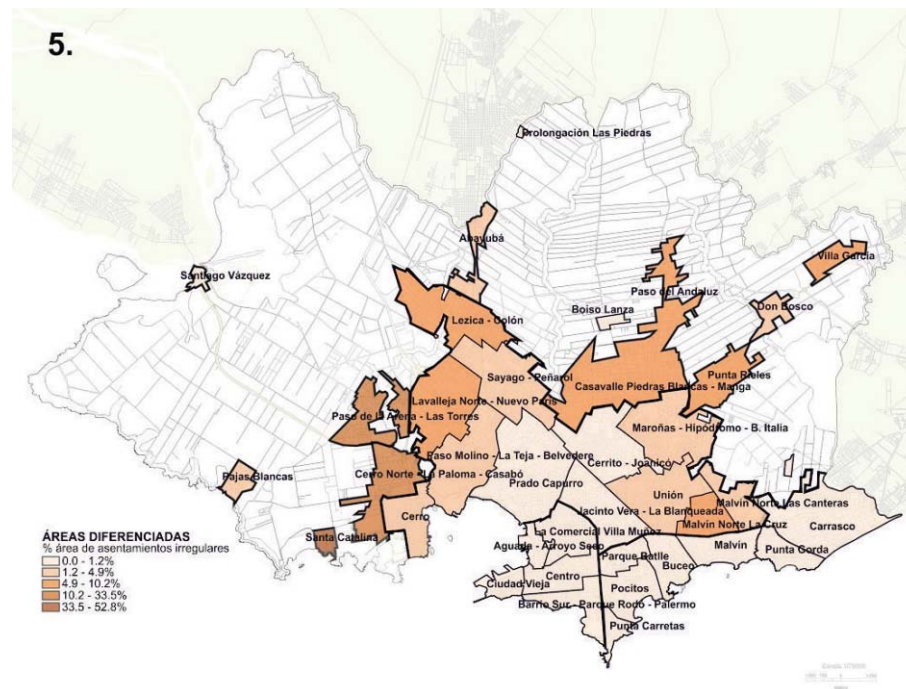 5.
Prolongación Las Piedras
Abayubá
Santiago Vázquez
Villa García
Paso del Andaluz
Don Bosco
Boiso Lanza
Lezica - Colón
Punta Rieles
Sayago - Peñarol
Casavalle Piedras Blancas - Manga
Lavalleja Norte - Nuevo París
Paso de la Arena - Las Torres
Maroñas - Hipódromo - B. Italia
Paso Molino - La Teja - Belvedere
Cerrito - Joanicó
Pajas Blancas
Cerro Norte - La Paloma - Casabó
Prado Capurro
Unión
Malvín Norte Las Canteras
Cerro
Jacinto Vera - La Blanqueada
Malvín Norte La Cruz
Carrasco
La Comercial Villa Muñoz
Santa Catalina
Aguada - Arroyo Seco
Malvín
Punta Gorda
Parque Batlle
Buceo
Centro
Ciudad Vieja
Pocitos
Barrio Sur - Parque Rodó - Palermo
Punta Carretas
ÁREAS DIFERENCIADAS
% área de asentamientos irregulares
0.0 - 1.2%
1.2 - 4.9%
4.9 - 10.2%
10.2 - 33.5%
33.5 - 52.8%